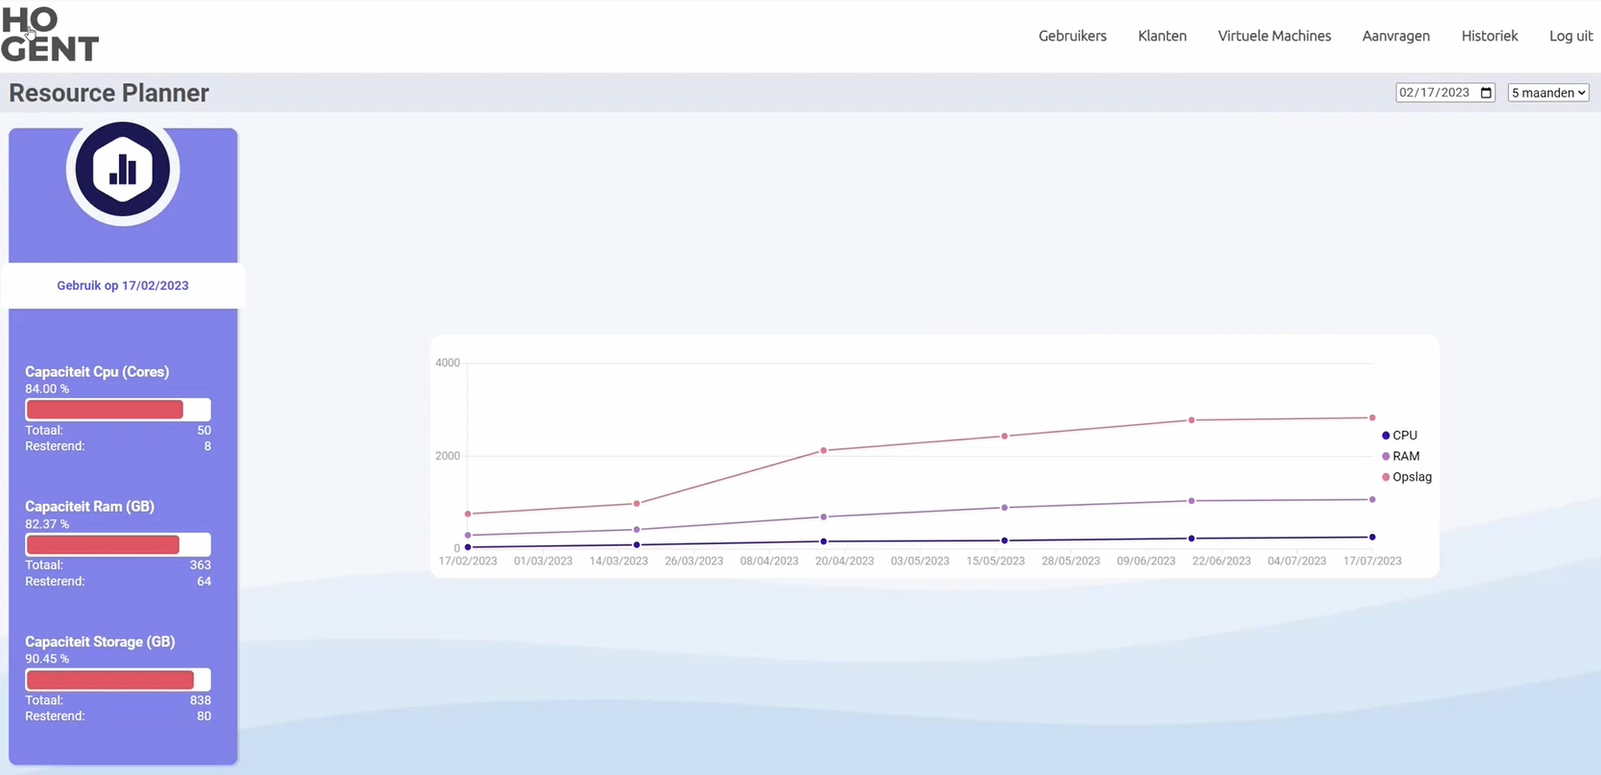 HO
GENT
Gebruikers Klanten Virtuele Machines Aanvragen Historiek Log uit
Resource Planner
02/17/2023 5 maanden
Gebruik op 17/02/2023
Capaciteit Cpu (Cores)
84.00 %
Totaal: 50
Resterend: 8
Capaciteit Ram (GB)
82.37 %
Totaal: 363
Resterend: 64
Capaciteit Storage (GB)
90.45 %
Totaal: 838
Resterend: 80
4000
2000
0
17/02/2023 01/03/2023 14/03/2023 26/03/2023 08/04/2023 20/04/2023 03/05/2023 15/05/2023 28/05/2023 09/06/2023 22/06/2023 04/07/2023 17/07/2023
CPU
RAM
Opslag